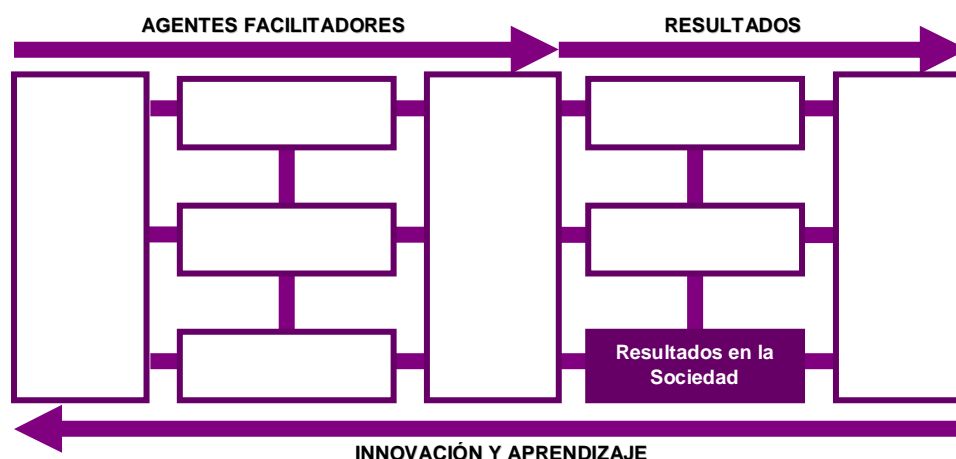 AGENTES FACILITADORES
RESULTADOS
Resultados en la
Sociedad
INNOVACIÓN Y APRENDIZAJE